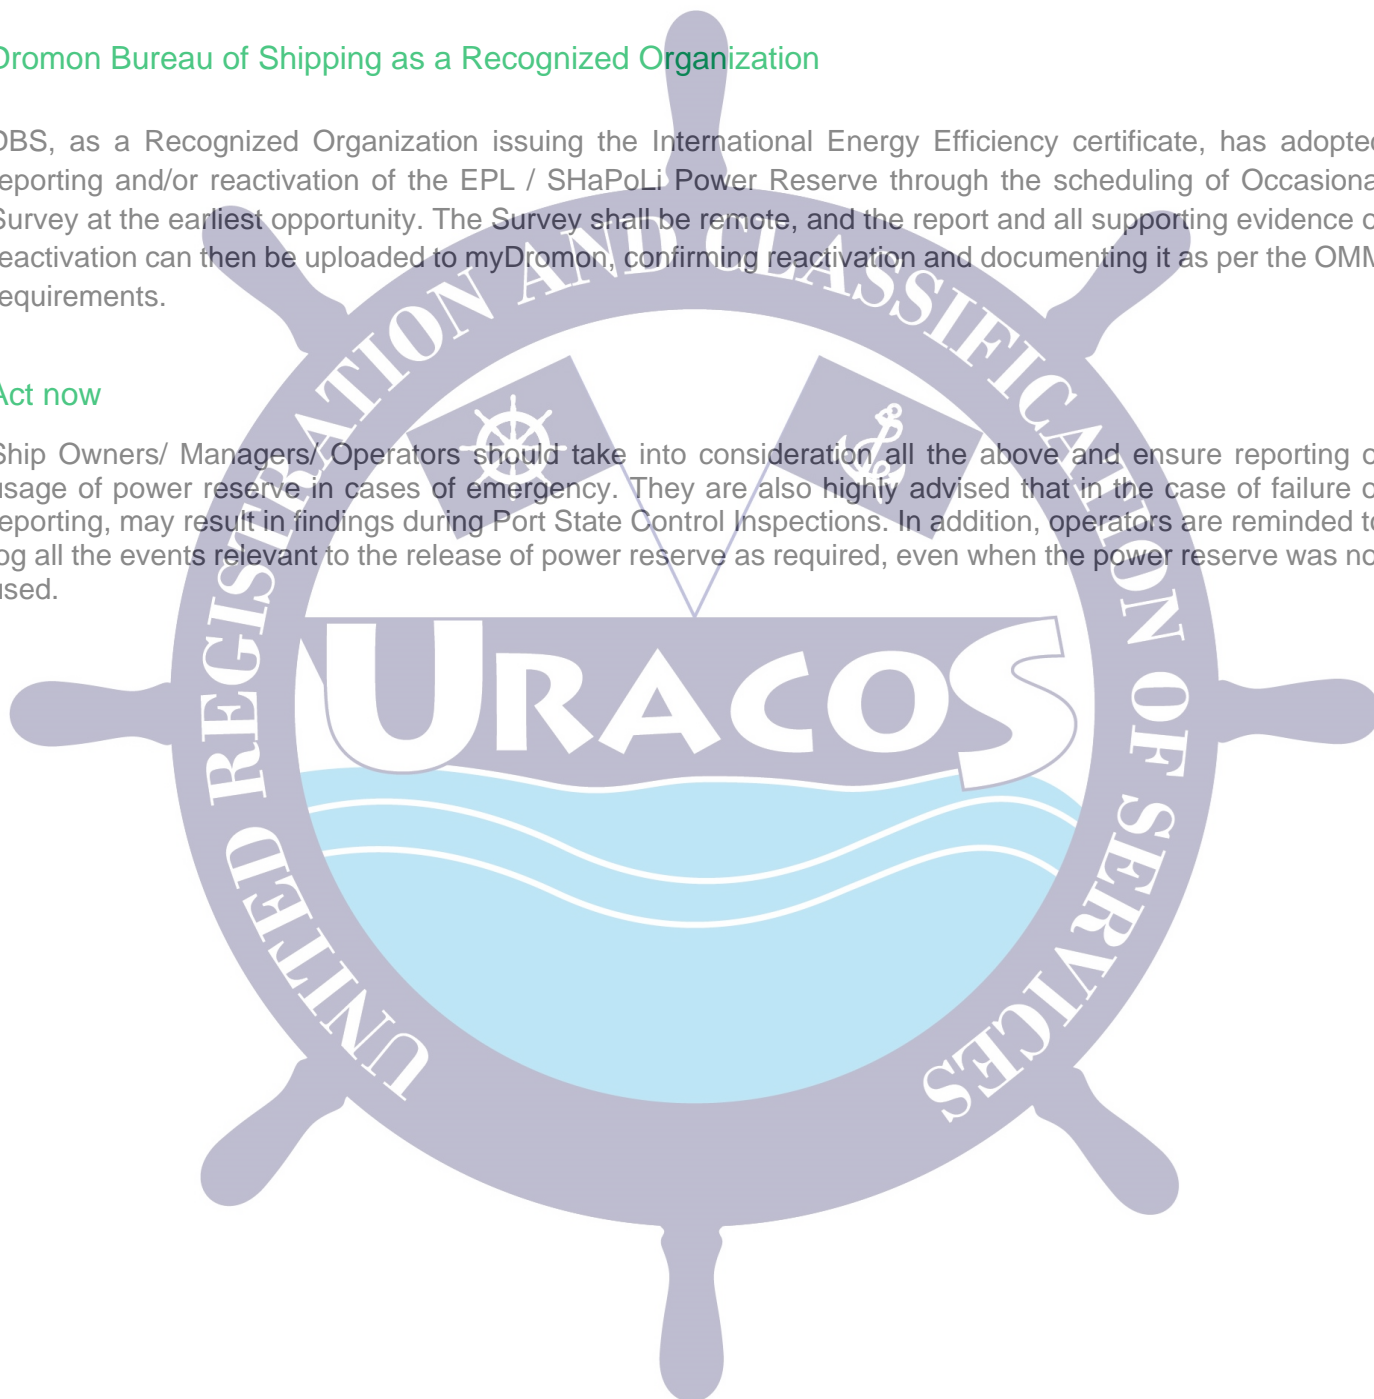 Dromon Bureau of Shipping as a Recognized Organization
DBS, as a Recognized Organization issuing the International Energy Efficiency certificate, has adopted
reporting and/or reactivation of the EPL / SHaPoLi Power Reserve through the scheduling of Occasiona
Survey at the earliest opportunity. The Survey shall be remote, and the report and all supporting evidence o
reactivation can then be uploaded to myDromon, confirming reactivation and documenting it as per the OMM
requirements.
Act now
Ship Owners/ Managers/ Operators should take into consideration all the above and ensure reporting o
usage of power reserve in cases of emergency. They are also highly advised that in the case of failure o
reporting, may result in findings during Port State Control Inspections. In addition, operators are reminded to
log all the events relevant to the release of power reserve as required, even when the power reserve was no
used.
UNITED REGISTRATION AND CLASSIFICATION OF SERVICES
URACOS